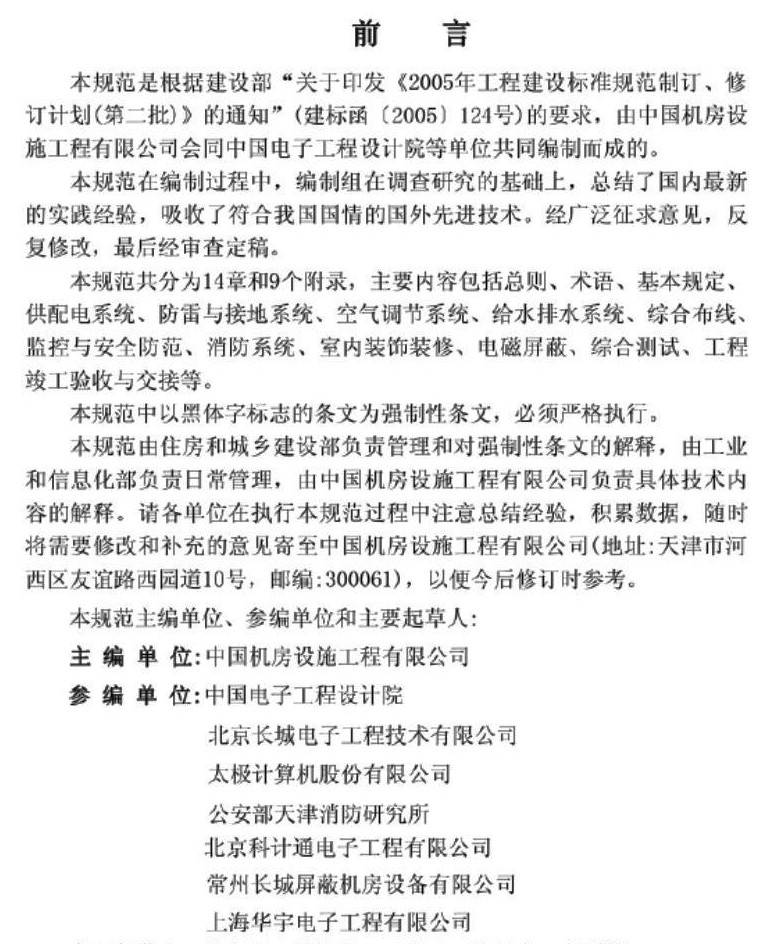 前 言
本规范是根据建设部“关于印发《2005年工程建设标准规范制订、修
订计划(第二批)》的通知”(建标函〔2005〕124号)的要求，由中国机房设
施工程有限公司会同中国电子工程设计院等单位共同编制而成的。
本规范在编制过程中，编制组在调查研究的基础上，总结了国内最新
的实践经验，吸收了符合我国国情的国外先进技术。经广泛征求意见，反
复修改，最后经审查定稿。
本规范共分为14章和9个附录，主要内容包括总则、术语、基本规定、
供配电系统、防雷与接地系统、空气调节系统、给水排水系统、综合布线、
监控与安全防范、消防系统、室内装饰装修、电磁屏蔽、综合测试、工程
竣工验收与交接等。
本规范中以黑体字标志的条文为强制性条文，必须严格执行。
本规范由住房和城乡建设部负责管理和对强制性条文的解释，由工业
和信息化部负责日常管理，由中国机房设施工程有限公司负责具体技术内
容的解释。请各单位在执行本规范过程中注意总结经验，积累数据，随时
将需要修改和补充的意见寄至中国机房设施工程有限公司(地址:天津市河
西区友谊路西园道10号，邮编:300061)，以便今后修订时参考。
本规范主编单位、参编单位和主要起草人:
主 编 单 位:中国机房设施工程有限公司
参 编 单 位:中国电子工程设计院
北京长城电子工程技术有限公司
太极计算机股份有限公司
公安部天津消防研究所
北京科计通电子工程有限公司
常州长城屏蔽机房设备有限公司
上海华宇电子工程有限公司